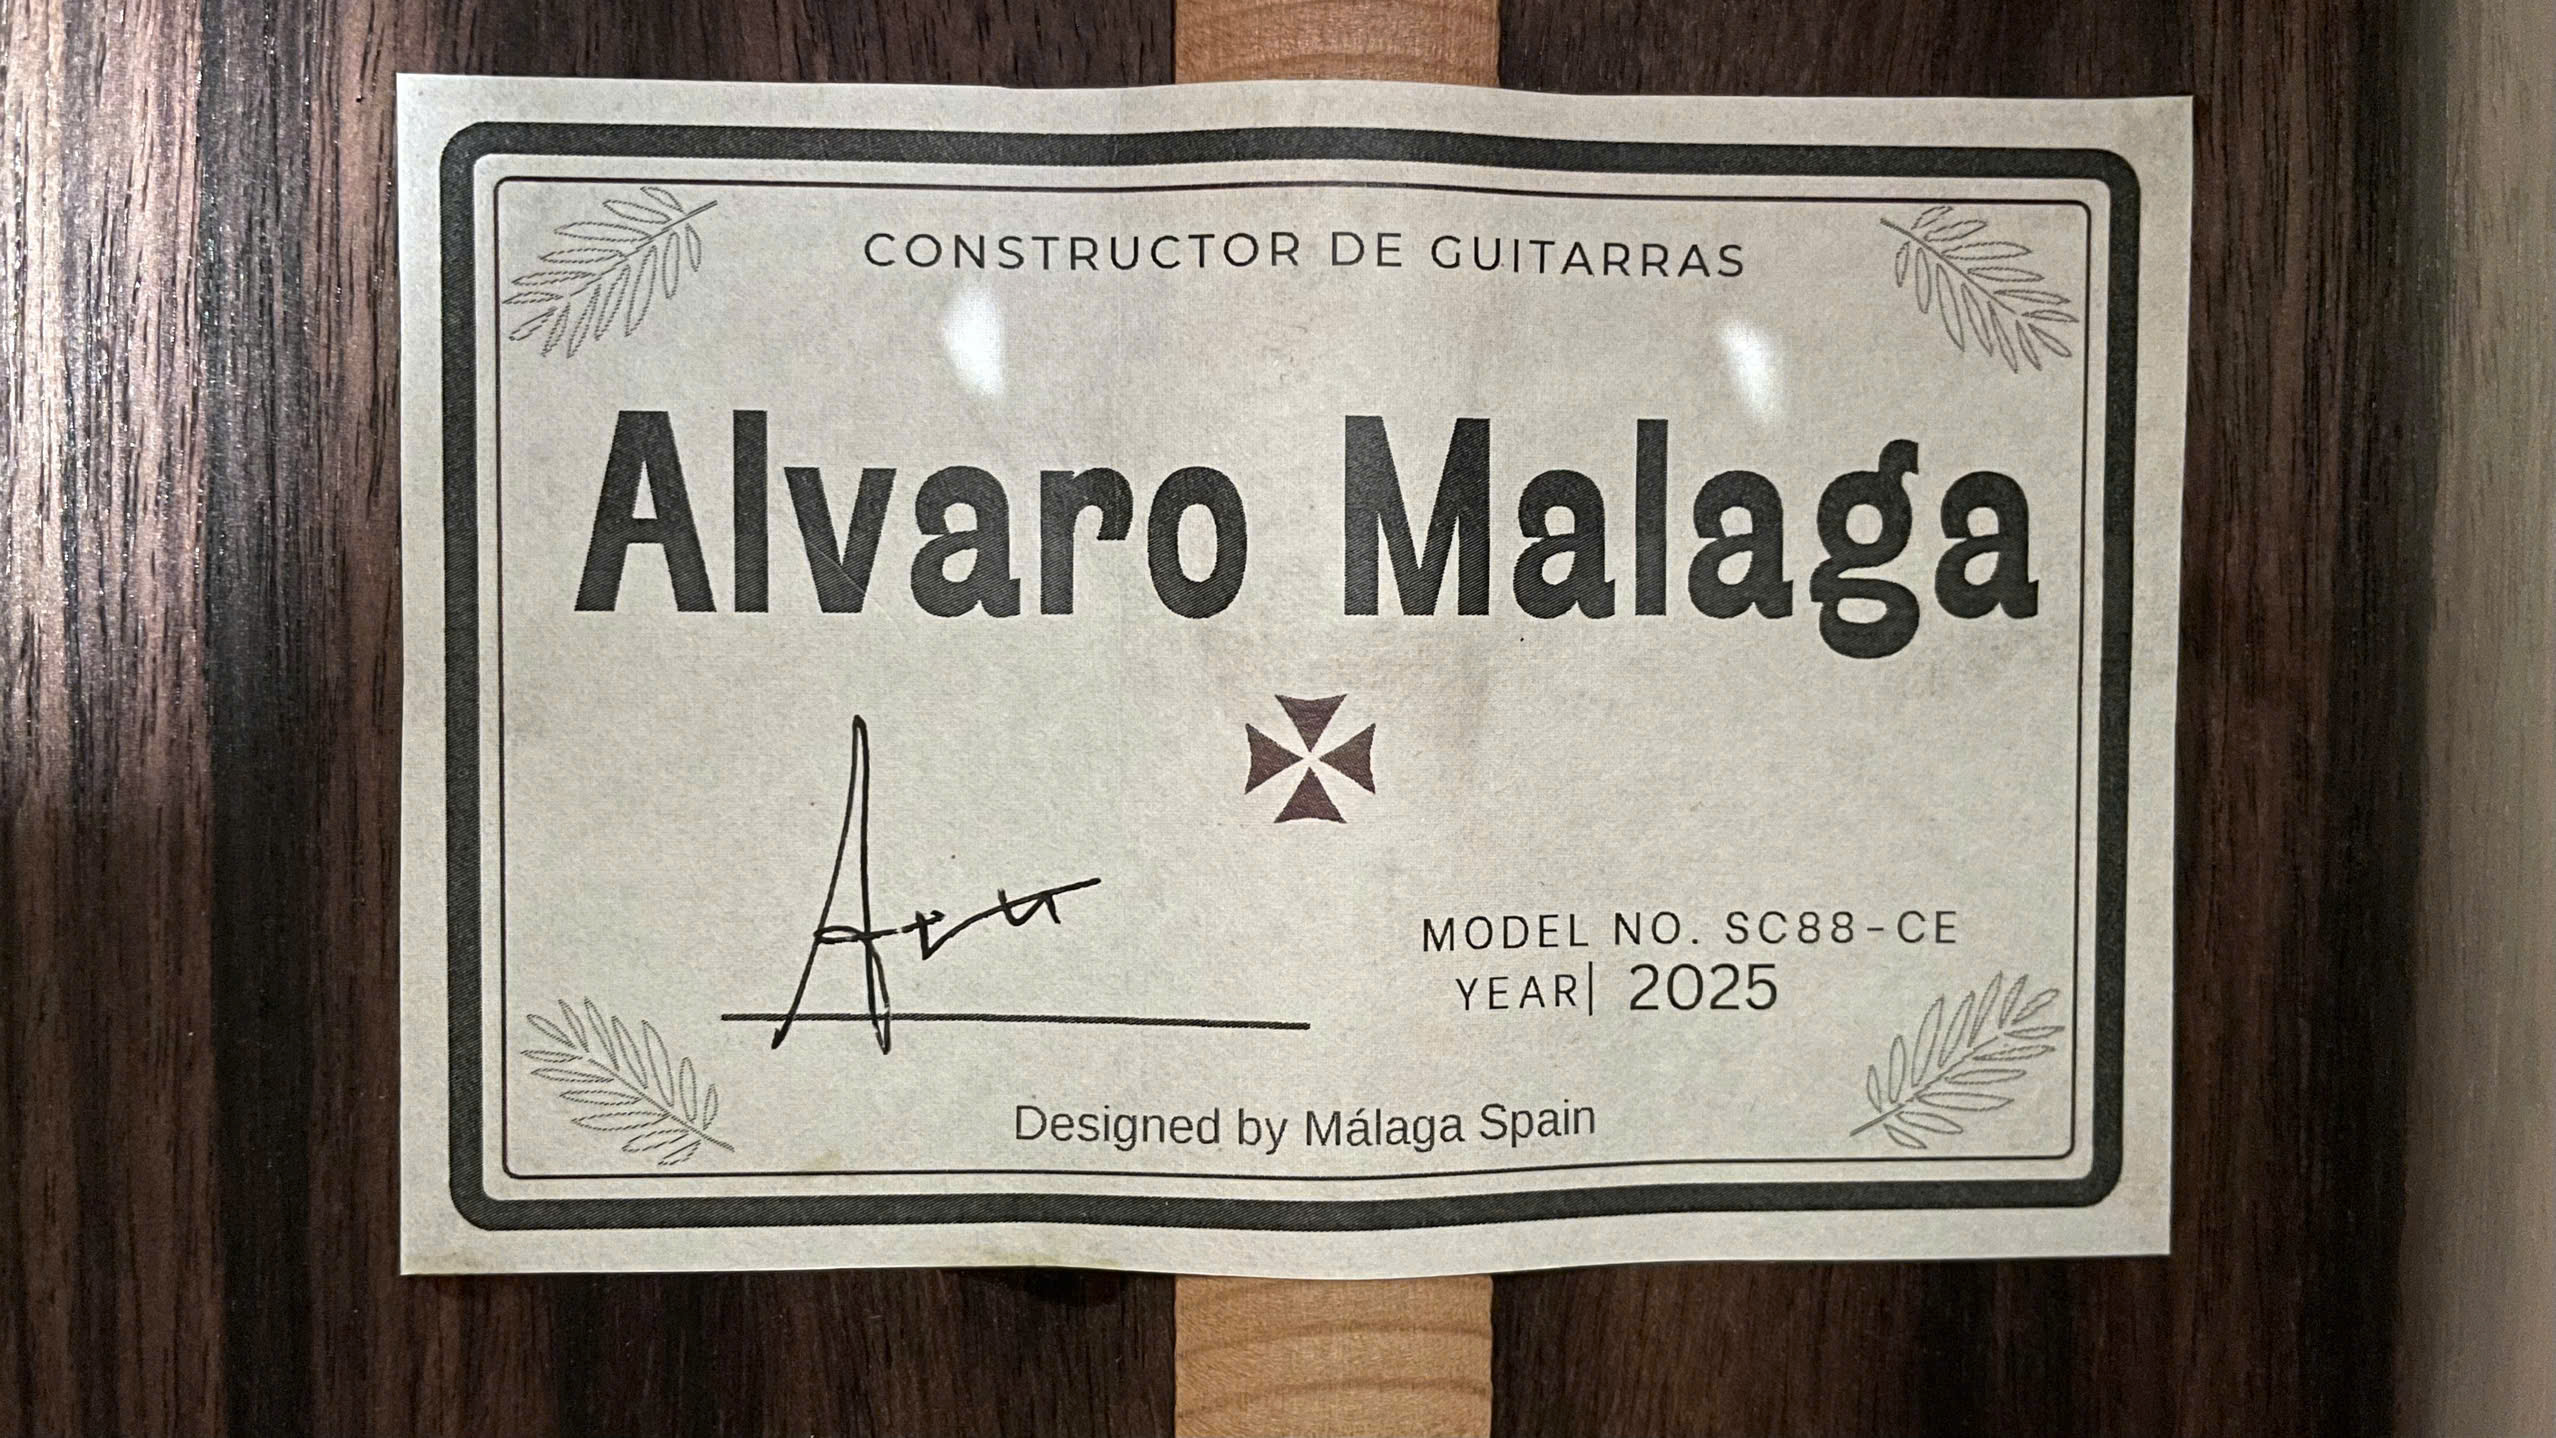 CONSTRUCTOR DE GUITARRAS
Alvaro Malaga
MODEL NO. SC88-CE
YEAR| 2025
Designed by Málaga Spain